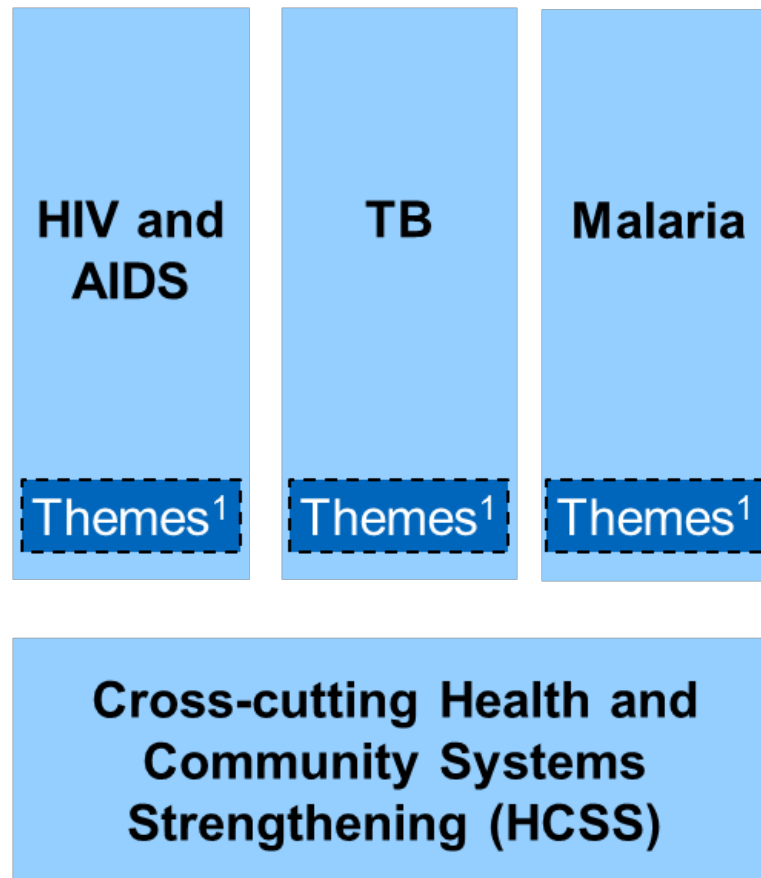 HIV and
AIDS
TB
Malaria
Themes¹
Themes¹
Themes¹
Cross-cutting Health and
Community Systems
Strengthening (HCSS)